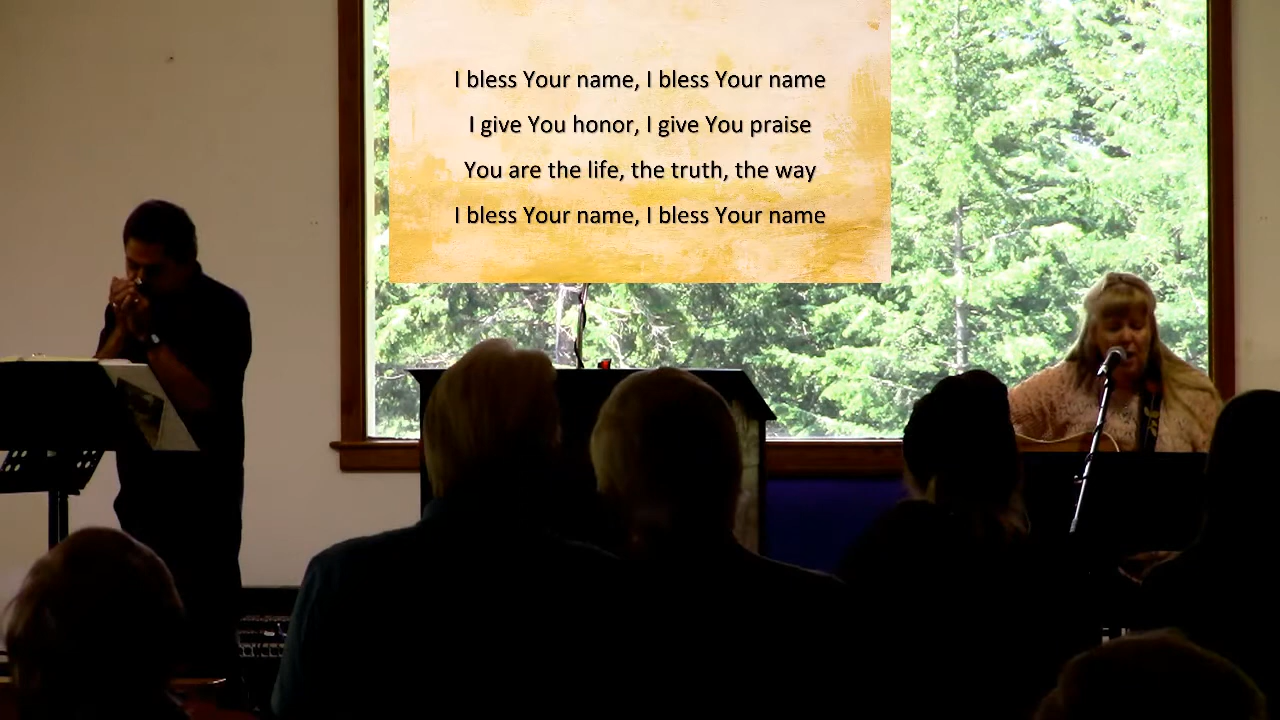 I bless Your name, I bless Your name
I give You honor, I give You praise
You are the life, the truth, the way
I bless Your name, I bless Your name